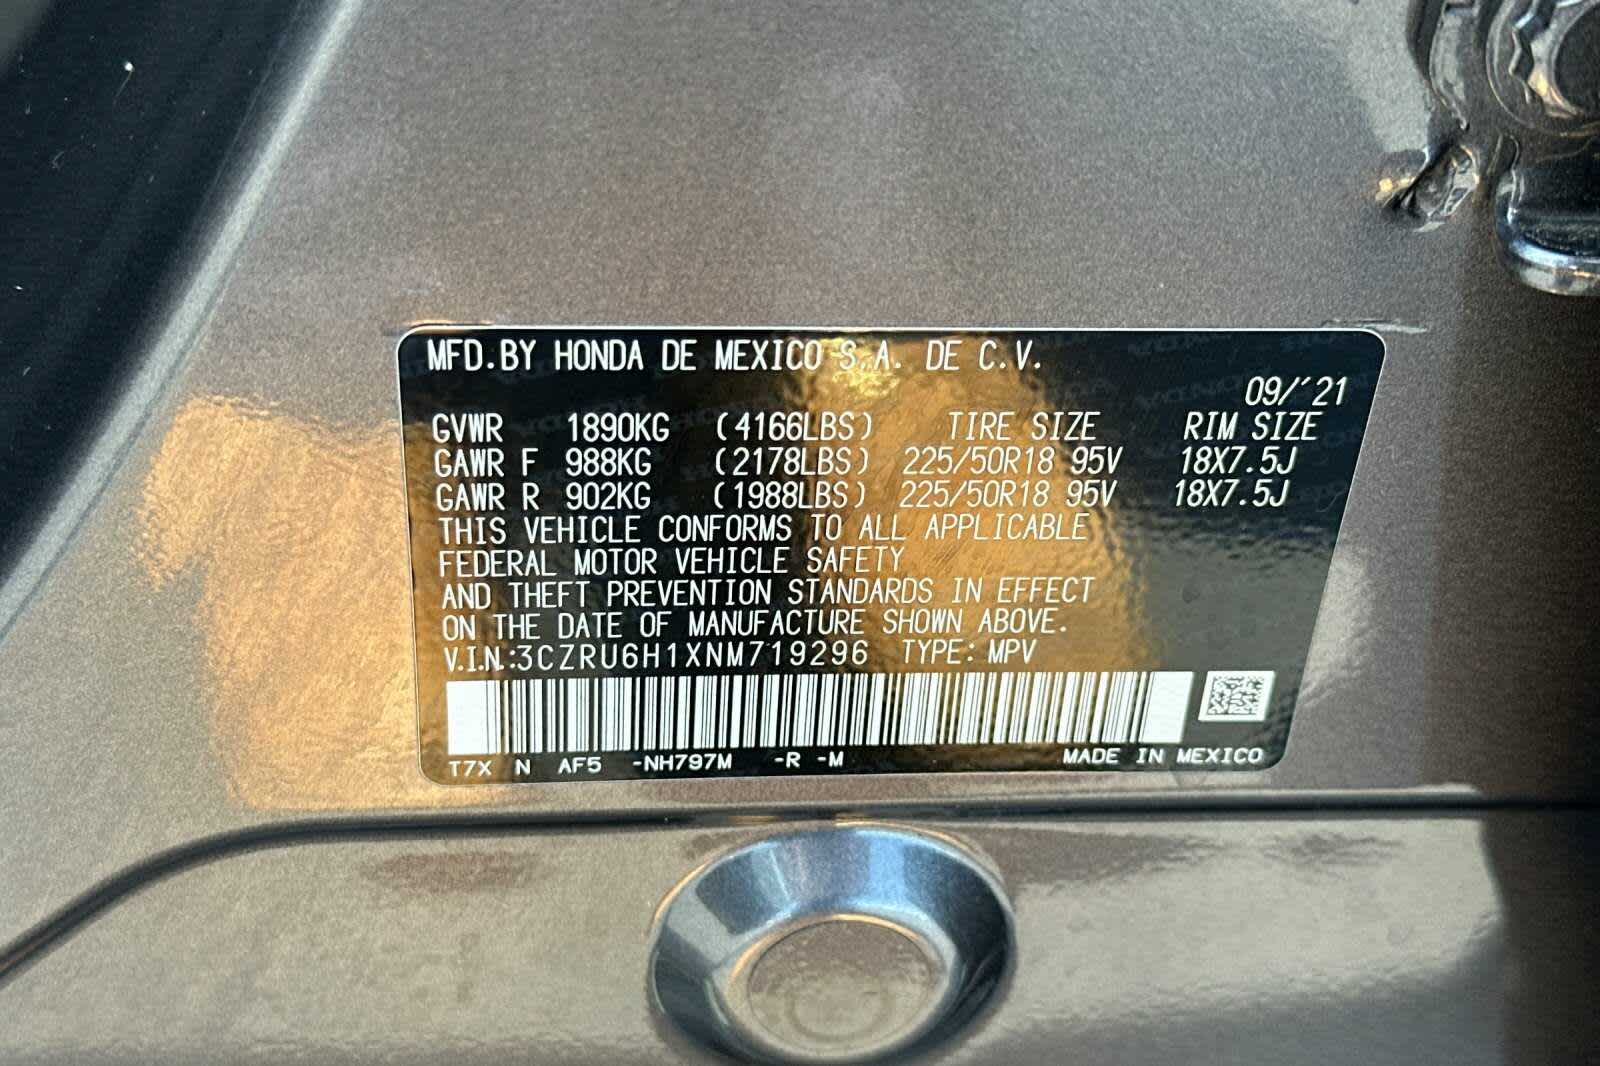 MFD.BY HONDA DE MEXICO S.A. DE C.V.
09/´21
GVWR 1890KG (4166LBS) TIRE SIZE RIM SIZE
GAWR F 988KG (2178LBS) 225/50R18 95V 18X7.5J
GAWR R 902KG (1988LBS) 225/50R18 95V 18X7.5J
THIS VEHICLE CONFORMS TO ALL APPLICABLE
FEDERAL MOTOR VEHICLE SAFETY
AND THEFT PREVENTION STANDARDS IN EFFECT
ON THE DATE OF MANUFACTURE SHOWN ABOVE.
V.I.N.:3CZRU6H1XNM719296 TYPE: MPV
T7X N AF5 -NH797M -R -M MADE IN MEXICO